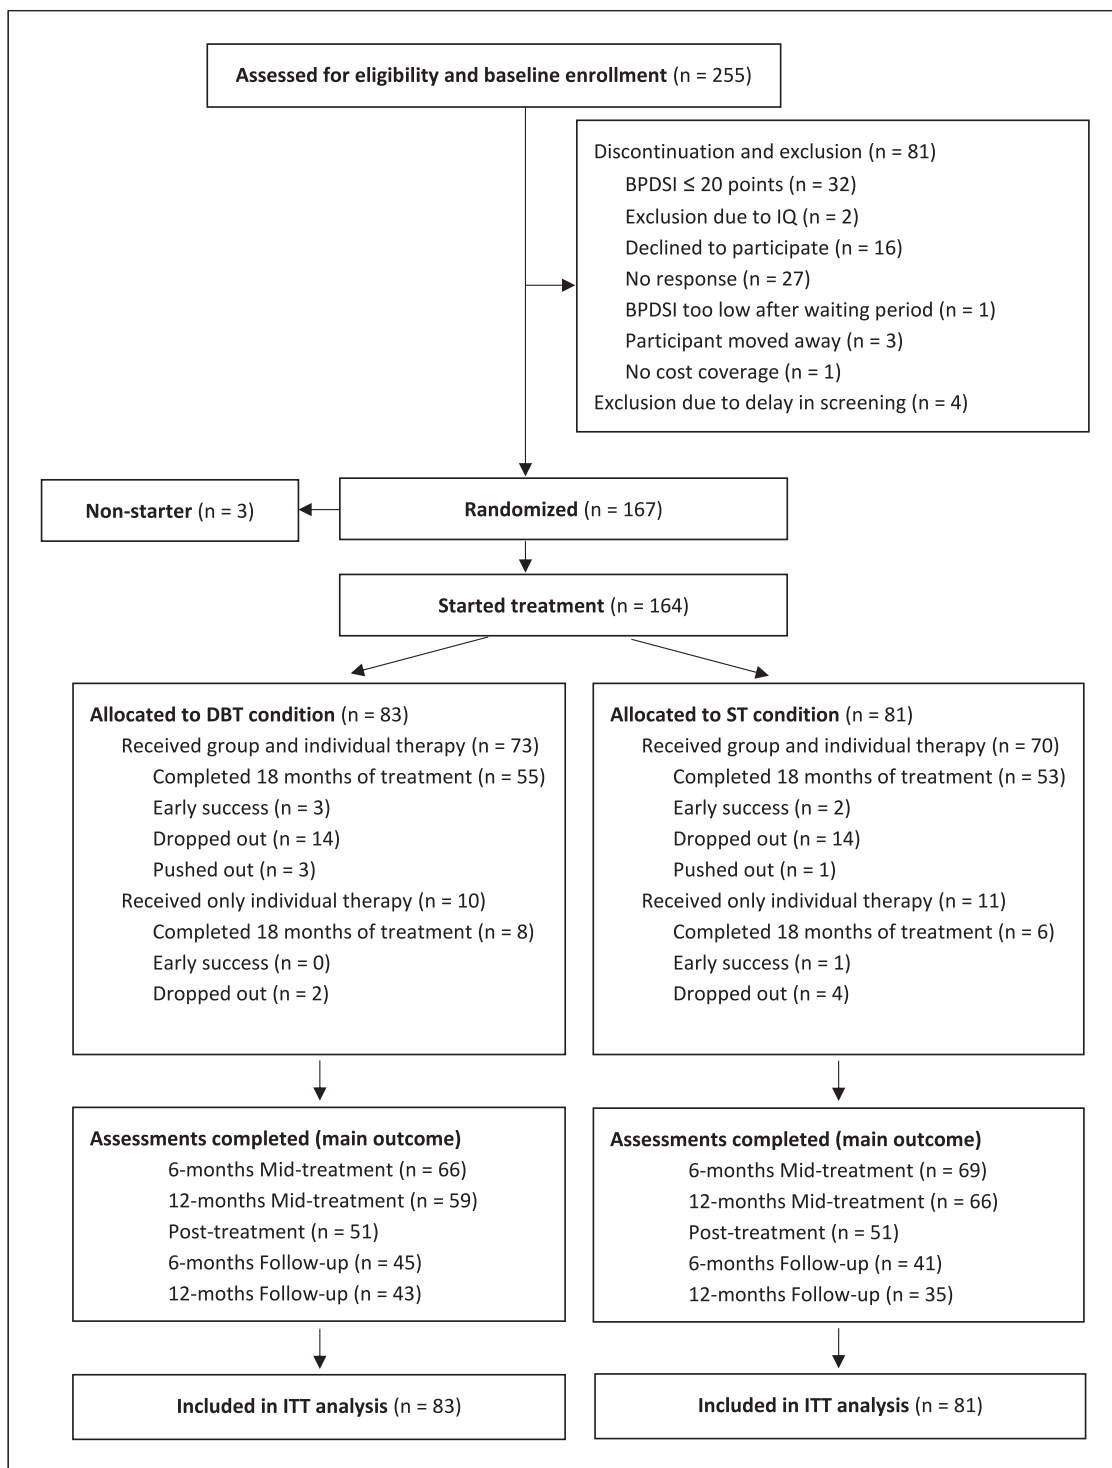 Assessed for eligibility and baseline enrollment (n = 255)
Discontinuation and exclusion (n = 81)
BPDSI ≤ 20 points (n = 32)
Exclusion due to IQ (n = 2)
Declined to participate (n = 16)
No response (n = 27)
BPDSI too low after waiting period (n = 1)
Participant moved away (n = 3)
No cost coverage (n = 1)
Exclusion due to delay in screening (n = 4)
Non-starter (n = 3)
Randomized (n = 167)
Started treatment (n = 164)
Allocated to DBT condition (n = 83)
Received group and individual therapy (n = 73)
Completed 18 months of treatment (n = 55)
Early success (n = 3)
Dropped out (n = 14)
Pushed out (n = 3)
Received only individual therapy (n = 10)
Completed 18 months of treatment (n = 8)
Early success (n = 0)
Dropped out (n = 2)
Allocated to ST condition (n = 81)
Received group and individual therapy (n = 70)
Completed 18 months of treatment (n = 53)
Early success (n = 2)
Dropped out (n = 14)
Pushed out (n = 1)
Received only individual therapy (n = 11)
Completed 18 months of treatment (n = 6)
Early success (n = 1)
Dropped out (n = 4)
Assessments completed (main outcome)
6-months Mid-treatment (n = 66)
12-months Mid-treatment (n = 59)
Post-treatment (n = 51)
6-months Follow-up (n = 45)
12-moths Follow-up (n = 43)
Assessments completed (main outcome)
6-months Mid-treatment (n = 69)
12-months Mid-treatment (n = 66)
Post-treatment (n = 51)
6-months Follow-up (n = 41)
12-months Follow-up (n = 35)
Included in ITT analysis (n = 83)
Included in ITT analysis (n = 81)